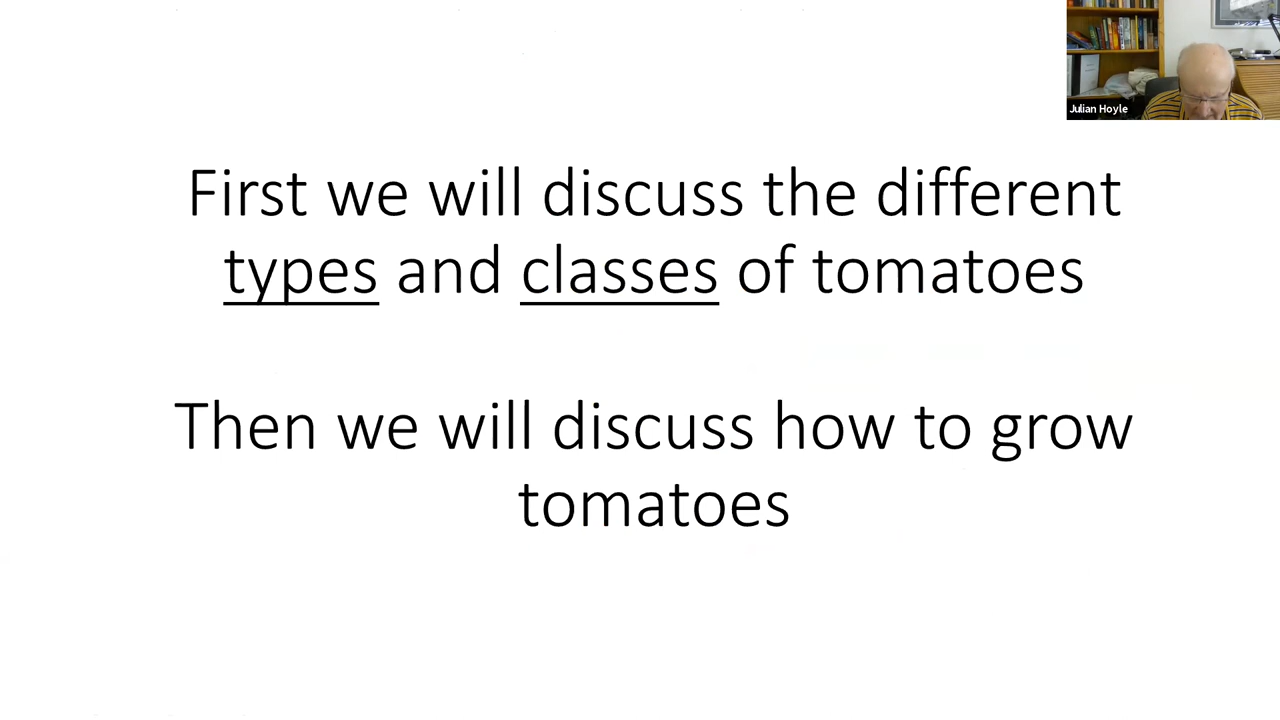 Julian Hoyle
First we will discuss the different
types and classes of tomatoes
Then we will discuss how to grow
tomatoes